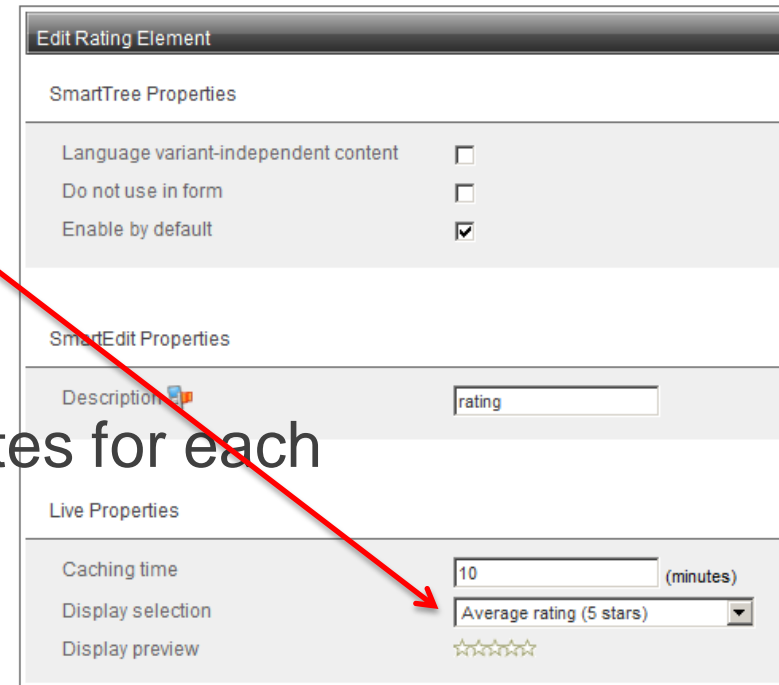 Edit Rating Element
SmartTree Properties
Language variant-independent content
Do not use in form
Enable by default
SmartEdit Properties
Description rating
tes for each
Live Properties
Caching time 10 (minutes)
Display selection Average rating (5 stars)
Display preview